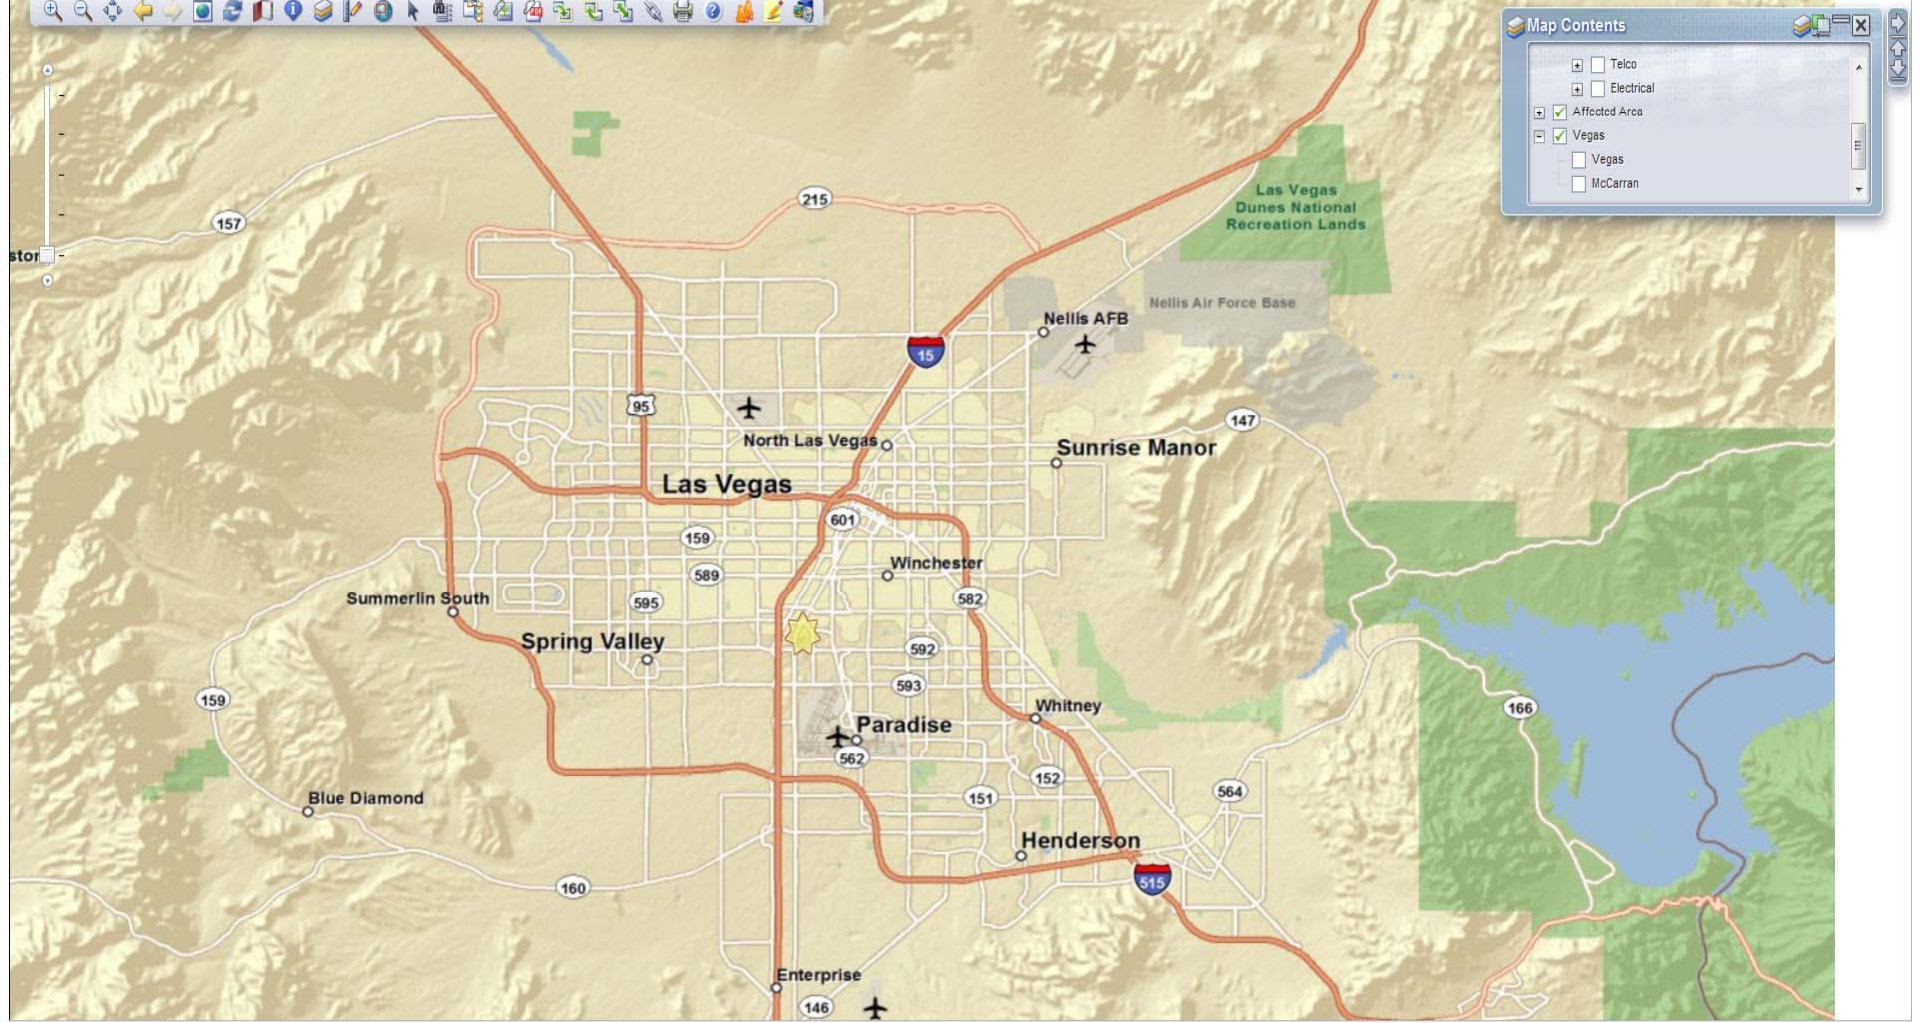 Map Contents
Telco
Electrical
Affected Area
Vegas
Vegas
McCarran
215
157
Las Vegas
Dunes National
Recreation Lands
Nellis Air Force Base
Nellis AFB
15
95
147
North Las Vegas
Sunrise Manor
Las Vegas
601
159
Winchester
589
Summerlin South
595
582
Spring Valley
592
593
159
Whitney
166
Paradise
562
152
564
151
Blue Diamond
Henderson
515
160
Enterprise
146